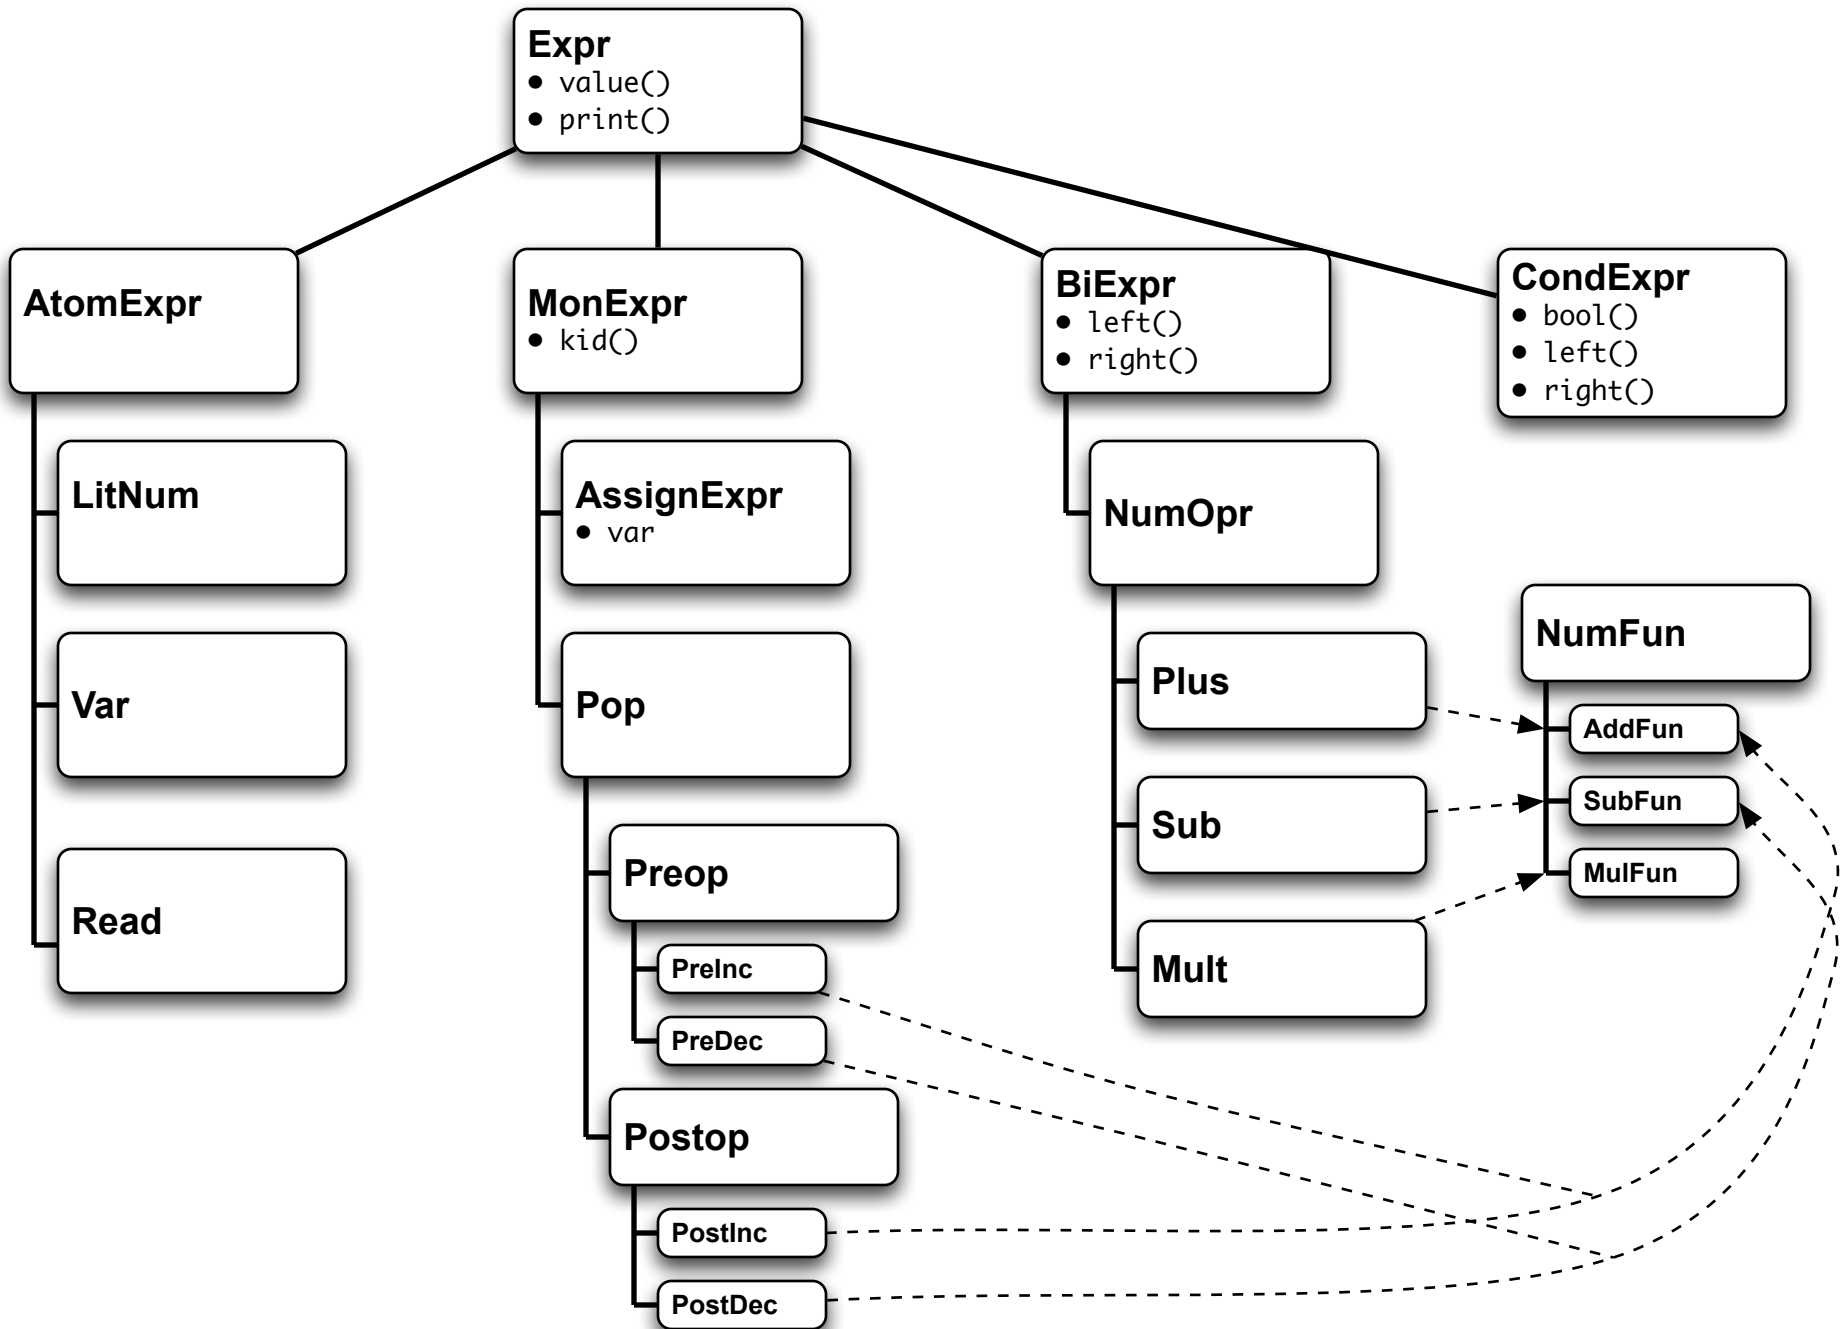 Expr
• value()
• print()
AtomExpr
LitNum
Var
Read
MonExpr
• kid()
AssignExpr
• var
Pop
Preop
PreInc
PreDec
Postop
PostInc
PostDec
BiExpr
• left()
• right()
NumOpr
Plus
Sub
Mult
CondExpr
• bool()
• left()
• right()
NumFun
AddFun
SubFun
MulFun